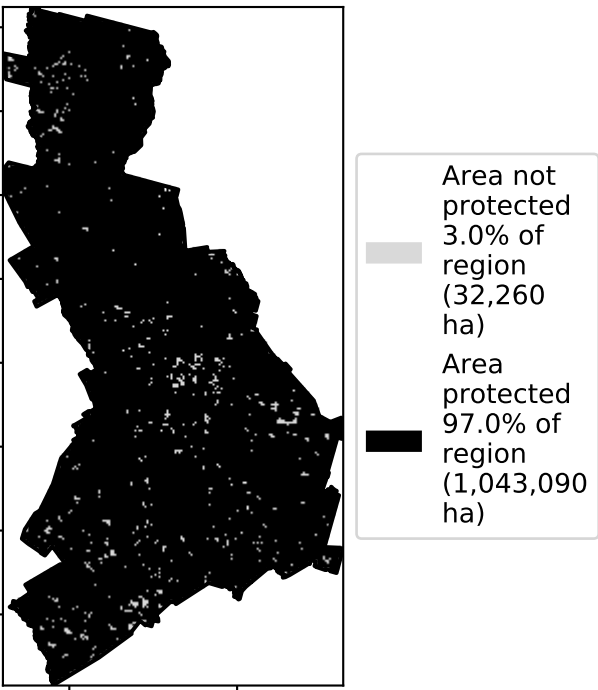 Area not
protected
3.0% of
region
(32,260
ha)
Area
protected
97.0% of
region
(1,043,090
ha)